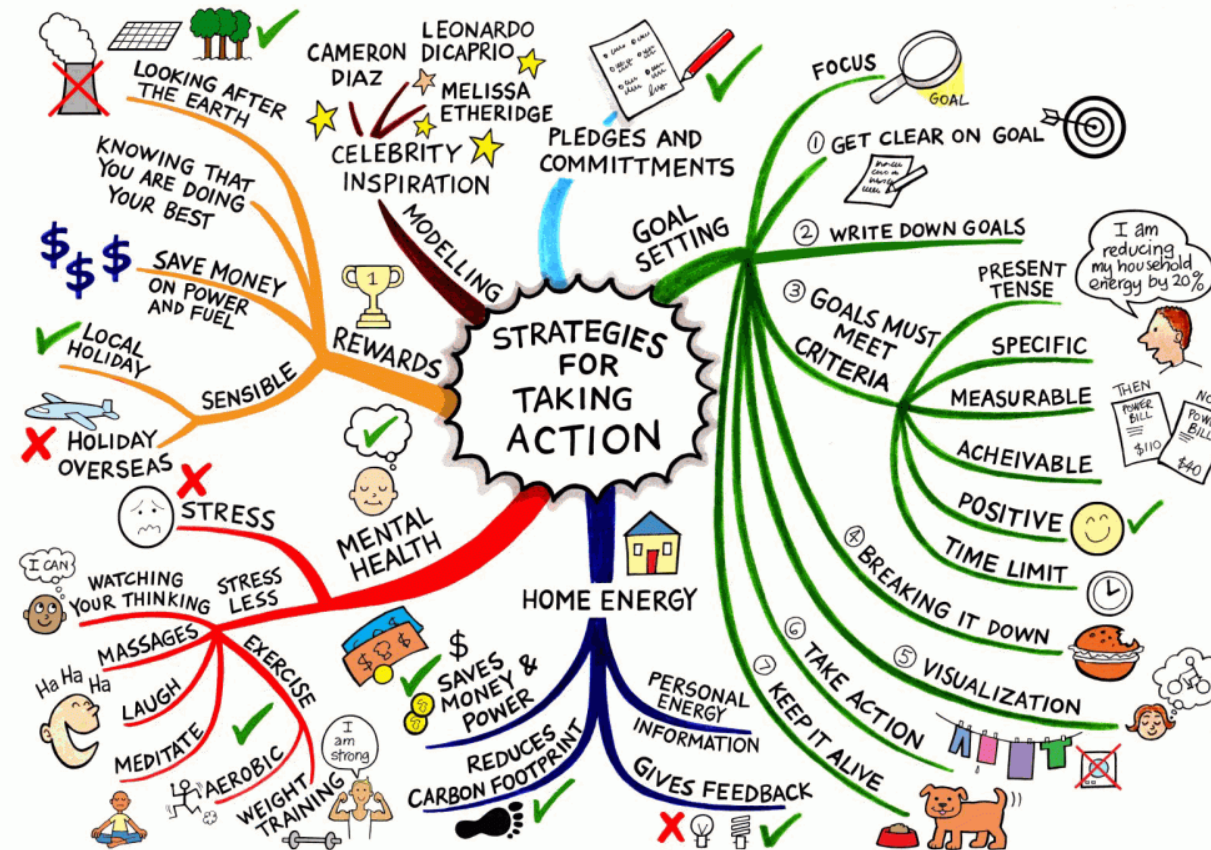 STRATEGIES
FOR
TAKING
ACTION
GOAL
SETTING
FOCUS
GOAL
① GET CLEAR ON GOAL
② WRITE DOWN GOALS
③ GOALS MUST
MEET
CRITERIA
PRESENT
TENSE
I am
reducing
my household
energy by 20%
SPECIFIC
MEASURABLE
THEN
POWER
BILL
$110
NO
POW
BILL
$40
ACHEIVABLE
POSITIVE
TIME LIMIT
④ BREAKING IT DOWN
⑤ VISUALIZATION
⑥ TAKE ACTION
⑦ KEEP IT ALIVE
HOME ENERGY
PERSONAL
ENERGY
INFORMATION
GIVES FEEDBACK
REDUCES
CARBON FOOTPRINT
$
SAVES
MONEY &
POWER
$ $
MENTAL
HEALTH
STRESS
STRESS
LESS
WATCHING
YOUR THINKING
I CAN
MASSAGES
LAUGH
Ha Ha Ha
MEDITATE
EXERCISE
AEROBIC
WEIGHT
TRAINING
I
am
strong
REWARDS
1
SENSIBLE
LOCAL
HOLIDAY
HOLIDAY
OVERSEAS
SAVE MONEY
ON POWER
AND FUEL
$ $ $
KNOWING THAT
YOU ARE DOING
YOUR BEST
LOOKING AFTER
THE EARTH
MODELLING
CELEBRITY
INSPIRATION
CAMERON
DIAZ
LEONARDO
DICAPRIO
MELISSA
ETHERIDGE
PLEDGES AND
COMMITTMENTS